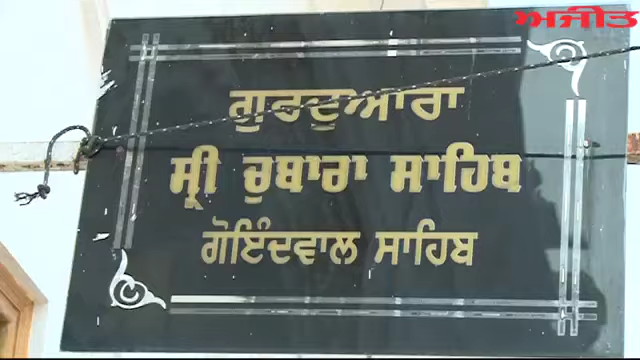 ਅਜੀਤ
ਗੁਰਦੁਆਰਾ
ਸ੍ਰੀ ਚੁਬਾਰਾ ਸਾਹਿਬ
ਗੋਇੰਦਵਾਲ ਸਾਹਿਬ